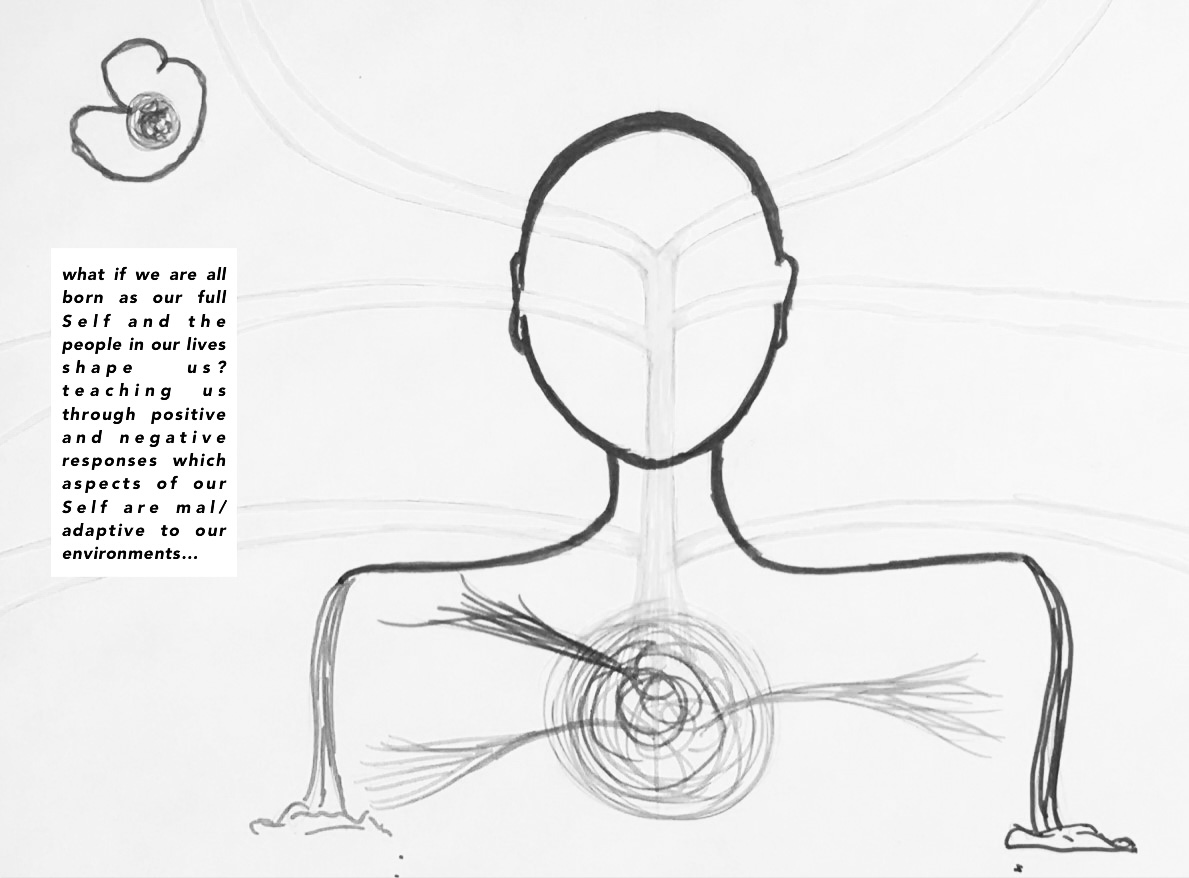 what if we are all
born as our full
Self and the
people in our lives
shape us?
teaching us
through positive
and negative
responses which
aspects of our
Self are mal/
adaptive to our
environments...